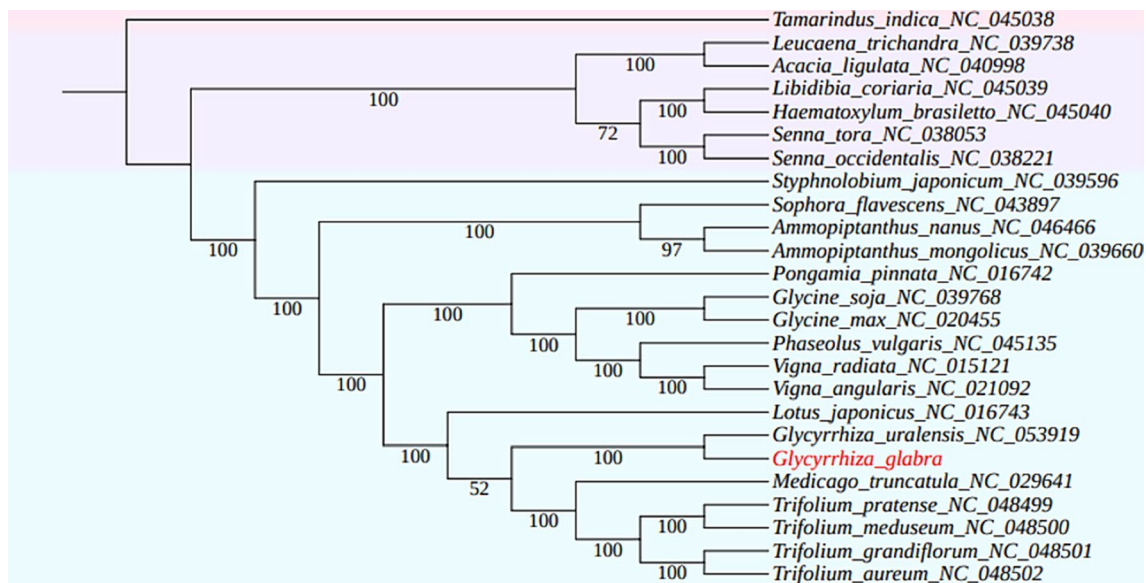 Tamarindus_indica_NC_045038
Leucaena_trichandra_NC_039738
100
Acacia_ligulata_NC_040998
100
Libidibia_coriaria_NC_045039
100
Haematoxylum_brasiletto_NC_045040
72
Senna_tora_NC_038053
100
Senna_occidentalis_NC_038221
Styphnolobium_japonicum_NC_039596
Sophora_flavescens_NC_043897
100
Ammopiptanthus_nanus_NC_046466
100
97
Ammopiptanthus_mongolicus_NC_039660
Pongamia_pinnata_NC_016742
Glycine_soja_NC_039768
100
100
100
Glycine_max_NC_020455
100
Phaseolus_vulgaris_NC_045135
100
Vigna_radiata_NC_015121
100
100
Vigna_angularis_NC_021092
Lotus_japonicus_NC_016743
Glycyrrhiza_uralensis_NC_053919
100
100
Glycyrrhiza_glabra
Medicago_truncatula_NC_029641
52
Trifolium_pratense_NC_048499
100
100
Trifolium_meduseum_NC_048500
100
Trifolium_grandiflorum_NC_048501
100
Trifolium_aureum_NC_048502